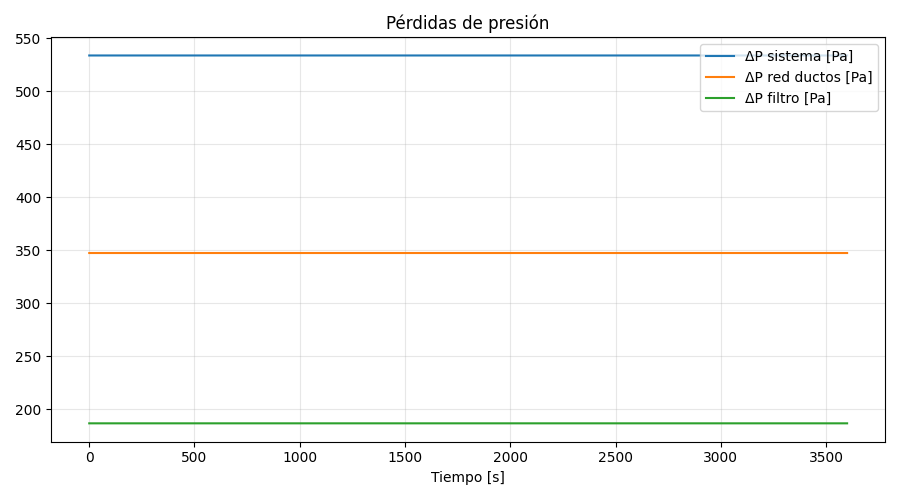 Pérdidas de presión
550
500
450
400
350
300
250
200
ΔP sistema [Pa]
ΔP red ductos [Pa]
ΔP filtro [Pa]
0 500 1000 1500 2000 2500 3000 3500
Tiempo [s]